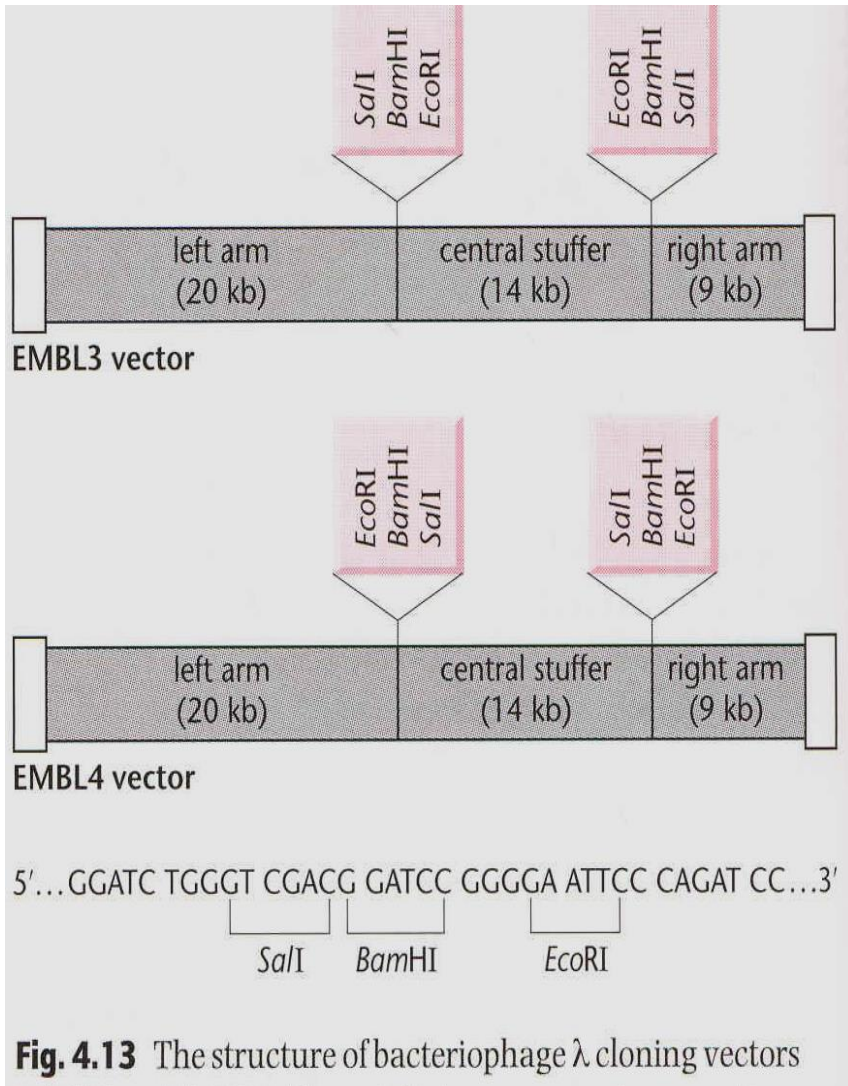 SalI
BamHI
EcoRI
EcoRI
BamHI
SalI
left arm
(20 kb)
central stuffer
(14 kb)
right arm
(9 kb)
EMBL3 vector
EcoRI
BamHI
SalI
SalI
BamHI
EcoRI
left arm
(20 kb)
central stuffer
(14 kb)
right arm
(9 kb)
EMBL4 vector
5′...GGATC TGGGT CGACG GATCC GGGGA ATTCC CAGAT CC...3′
SalI BamHI EcoRI
Fig. 4.13 The structure of bacteriophage λ cloning vectors